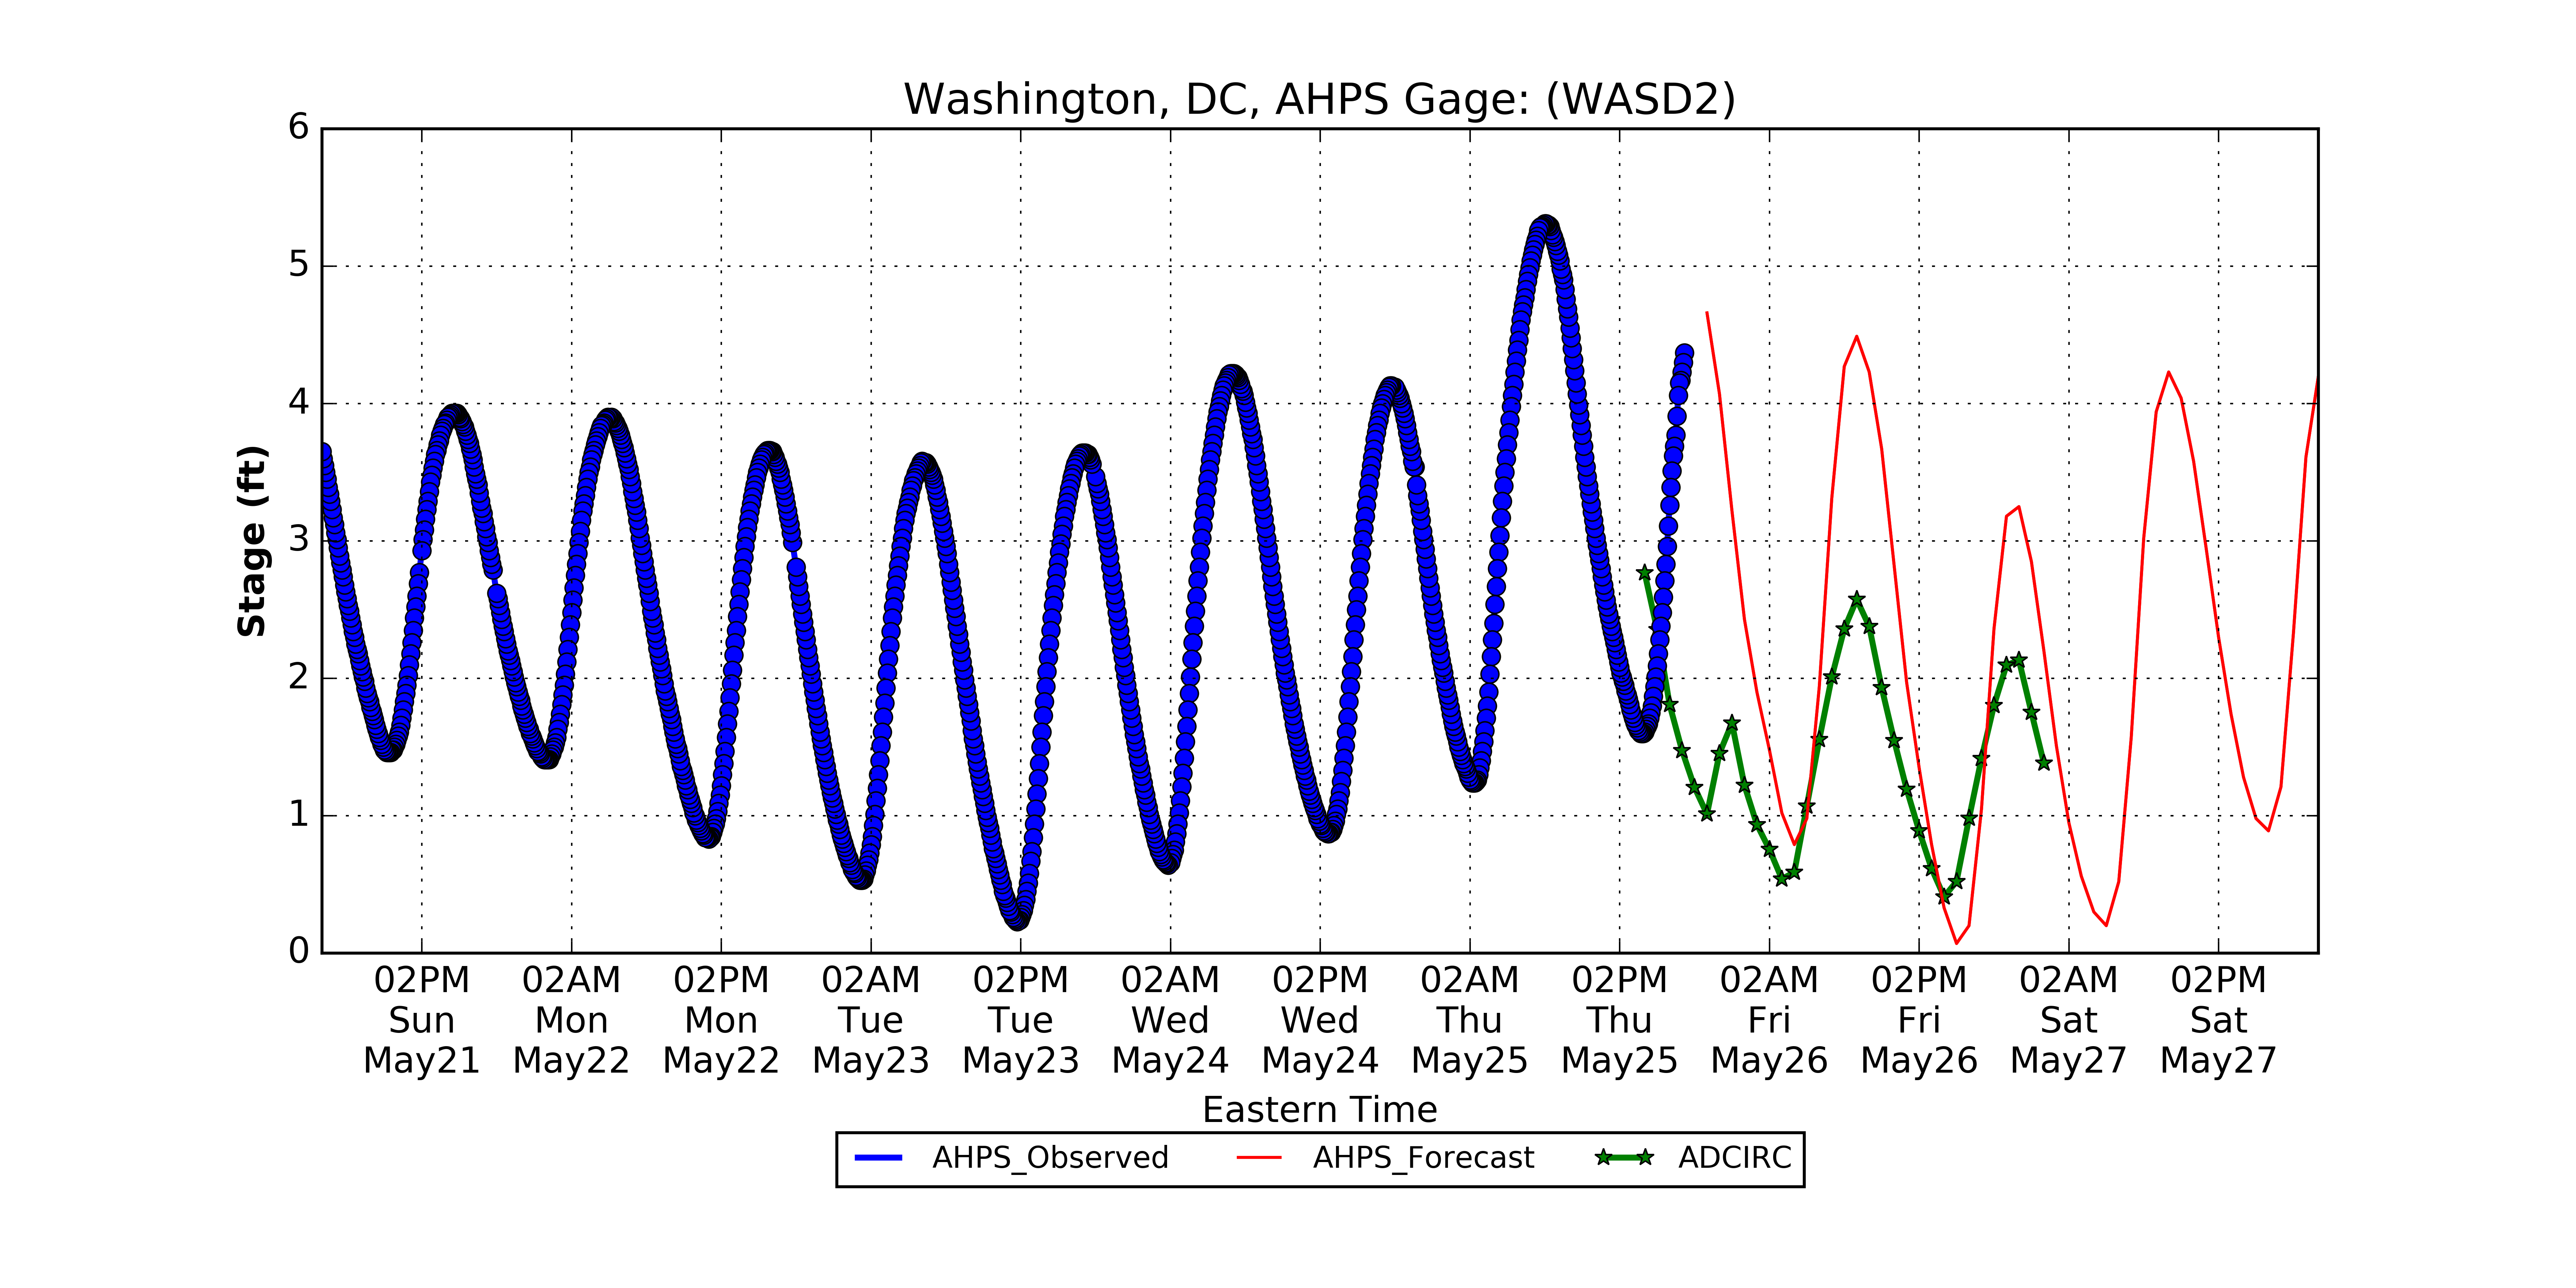 Washington, DC, AHPS Gage: (WASD2)
6
5
4
3
2
1
0
Stage (ft)
02PM 02AM 02PM 02AM 02PM 02AM 02PM 02AM 02PM 02AM 02PM 02AM 02PM
Sun Mon Mon Tue Tue Wed Wed Thu Thu Fri Fri Sat Sat
May21 May22 May22 May23 May23 May24 May24 May25 May25 May26 May26 May27 May27
Eastern Time
AHPS_Observed AHPS_Forecast ADCIRC